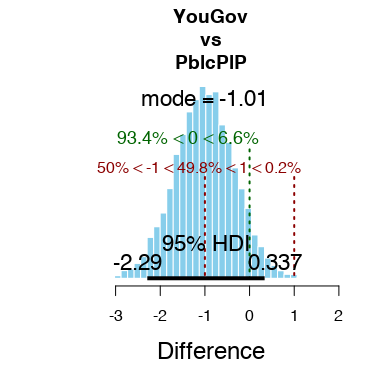 YouGov
vs
PblcPIP
mode = -1.01
93.4% < 0 < 6.6%
50% < -1 < 49.8% < 1 < 0.2%
95% HDI
-2.29 0.337
-3 -2 -1 0 1 2
Difference